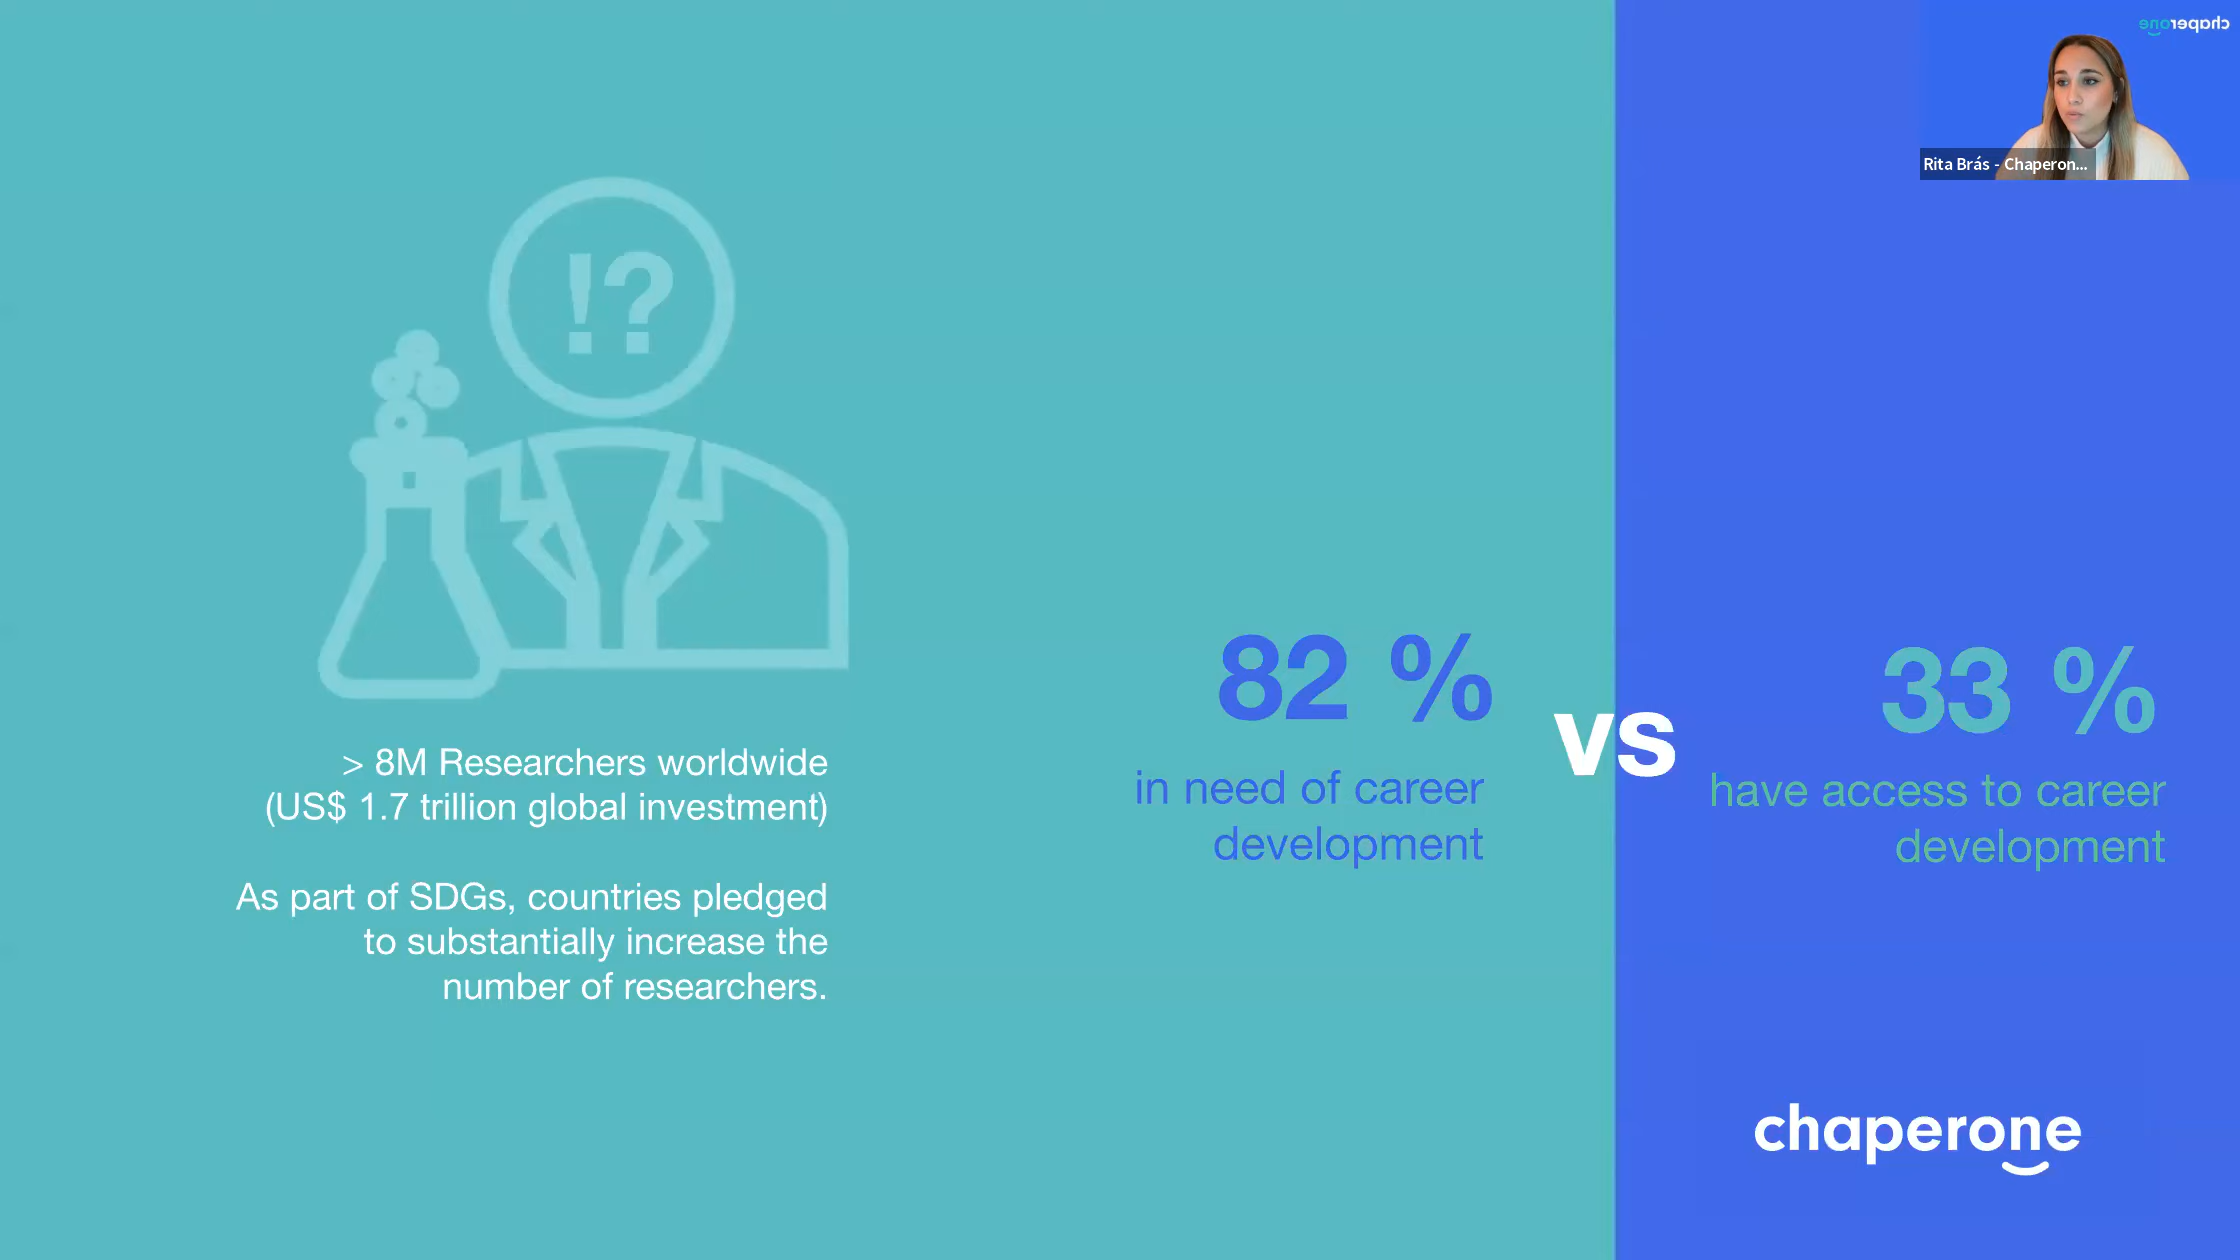 chaperone
Rita Brás - Chaperon...
!?
> 8M Researchers worldwide
(US$ 1.7 trillion global investment)
As part of SDGs, countries pledged
to substantially increase the
number of researchers.
82 %
in need of career
development
vs
33 %
have access to career
development
chaperone